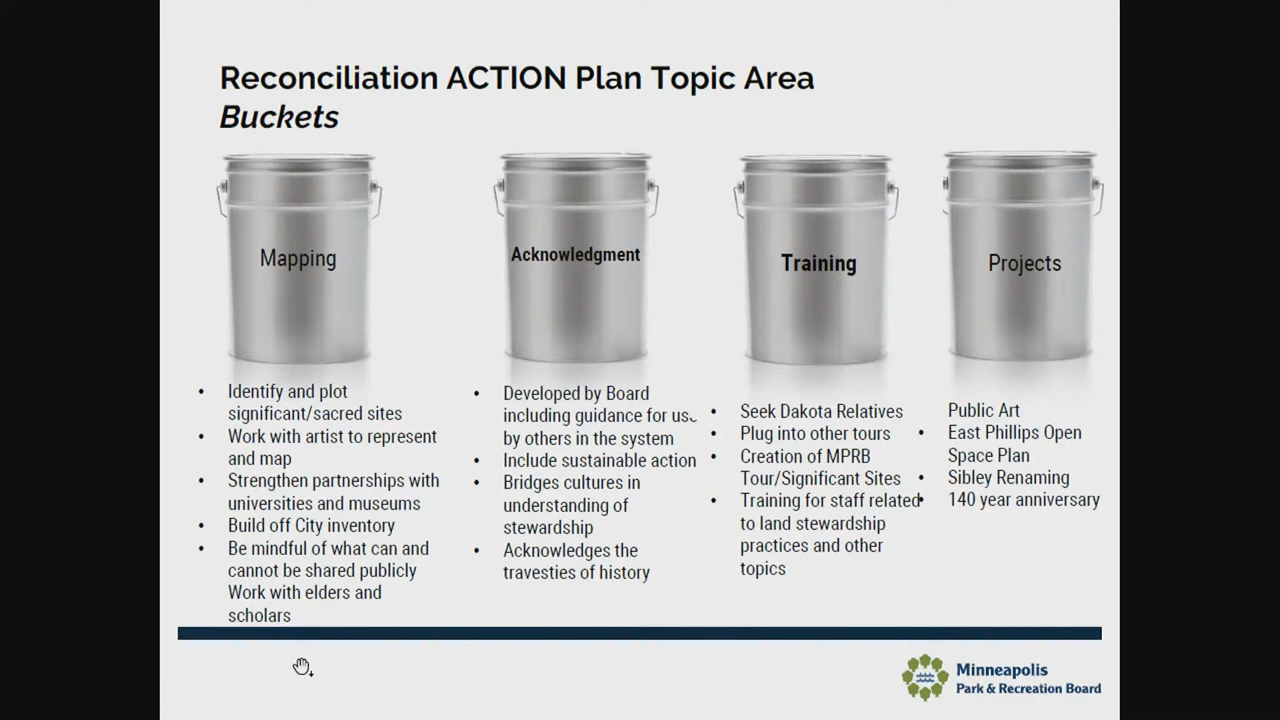 Reconciliation ACTION Plan Topic Area
Buckets
Mapping
• Identify and plot
significant/sacred sites
• Work with artist to represent
and map
• Strengthen partnerships with
universities and museums
• Build off City inventory
• Be mindful of what can and
cannot be shared publicly
Work with elders and
scholars
Acknowledgment
• Developed by Board
including guidance for use
by others in the system
• Include sustainable action
• Bridges cultures in
understanding of
stewardship
• Acknowledges the
travesties of history
Training
• Seek Dakota Relatives
• Plug into other tours
• Creation of MPRB
Tour/Significant Sites
• Training for staff related
to land stewardship
practices and other
topics
Projects
Public Art
• East Phillips Open
Space Plan
• Sibley Renaming
• 140 year anniversary
Minneapolis
Park & Recreation Board